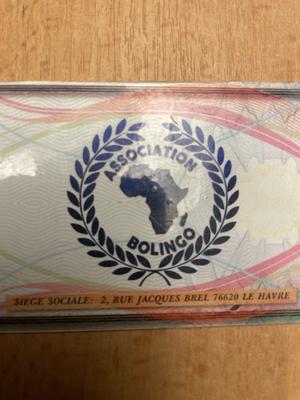 ASSOCIATION
BOLINGO
SIEGE SOCIALE: 2, RUE JACQUES BREL 76620 LE HAVRE